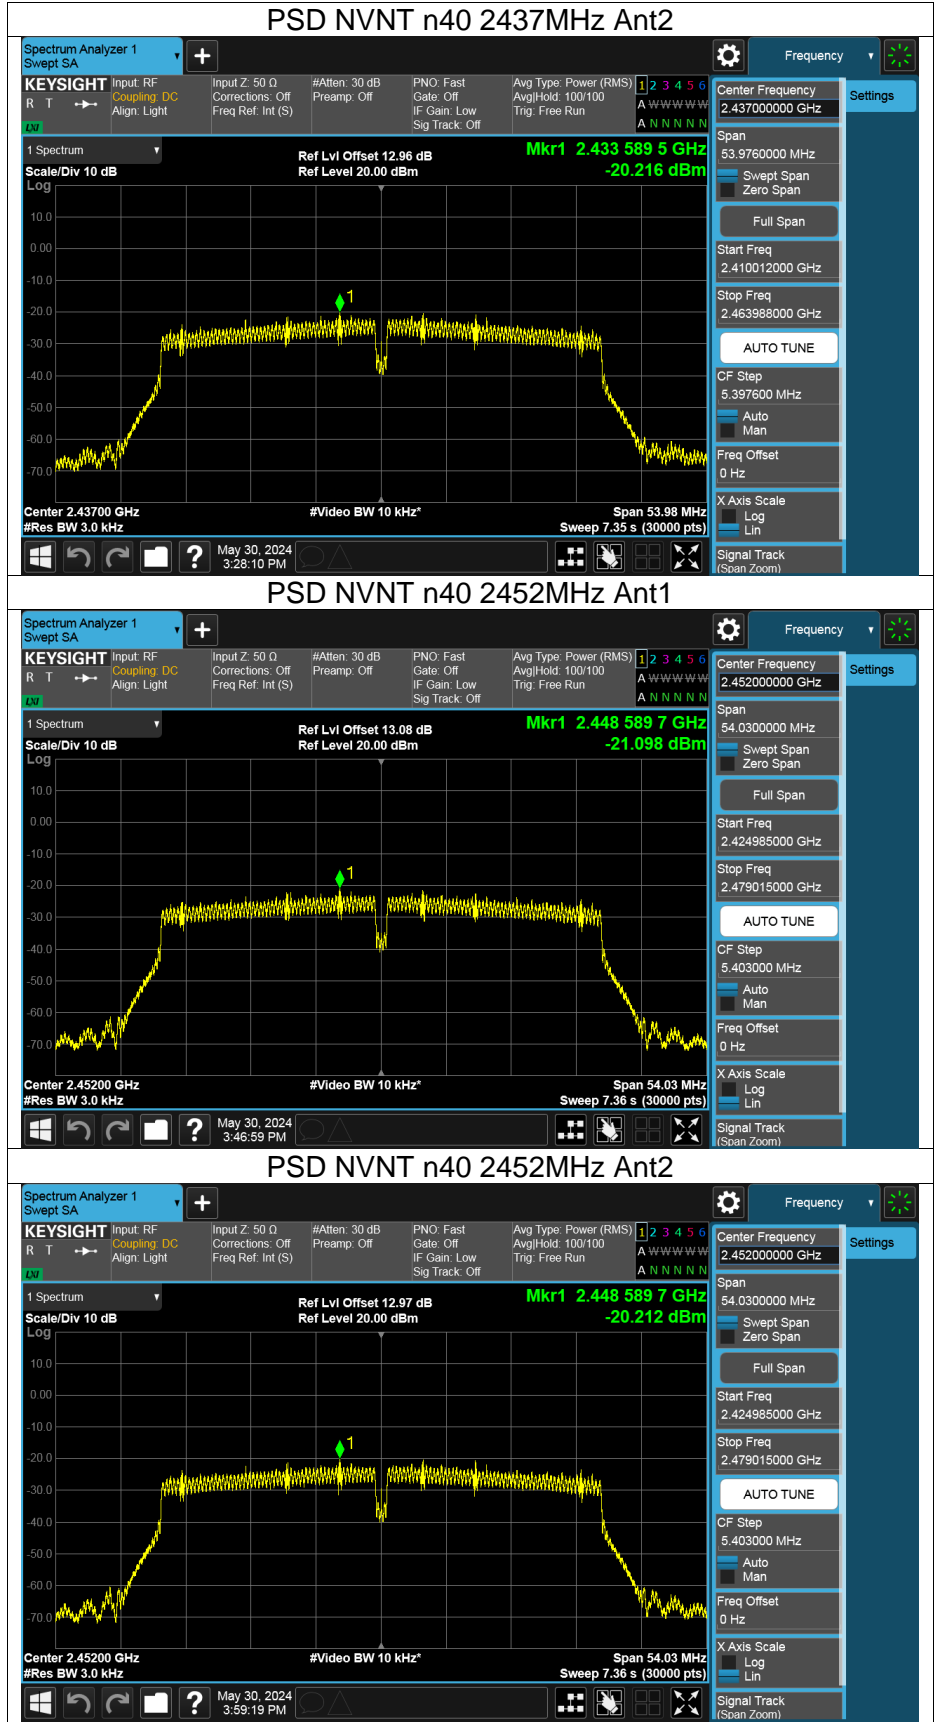 PSD NVNT n40 2437MHz Ant2
Spectrum Analyzer 1
Swept SA
Frequency
KEYSIGHT
R T
LXI
Input: RF
Coupling: DC
Align: Light
Input Z: 50 Ω
Corrections: Off
Freq Ref: Int (S)
#Atten: 30 dB
Preamp: Off
PNO: Fast
Gate: Off
IF Gain: Low
Sig Track: Off
Avg Type: Power (RMS)
Avg|Hold: 100/100
Trig: Free Run
1 2 3 4 5 6
A W W W W W
A N N N N N
Center Frequency
2.437000000 GHz
Settings
Span
53.9760000 MHz
Swept Span
Zero Span
Full Span
Start Freq
2.410012000 GHz
Stop Freq
2.463988000 GHz
AUTO TUNE
CF Step
5.397600 MHz
Auto
Man
Freq Offset
0 Hz
X Axis Scale
Log
Lin
Signal Track
(Span Zoom)
1 Spectrum
Scale/Div 10 dB
Log
Ref Lvl Offset 12.96 dB
Ref Level 20.00 dBm
Mkr1 2.433 589 5 GHz
-20.216 dBm
10.0
0.00
-10.0
-20.0
-30.0
-40.0
-50.0
-60.0
-70.0
1
Center 2.43700 GHz
#Res BW 3.0 kHz
#Video BW 10 kHz*
Span 53.98 MHz
Sweep 7.35 s (30000 pts)
?
May 30, 2024
3:28:10 PM
PSD NVNT n40 2452MHz Ant1
Spectrum Analyzer 1
Swept SA
Frequency
KEYSIGHT
R T
LXI
Input: RF
Coupling: DC
Align: Light
Input Z: 50 Ω
Corrections: Off
Freq Ref: Int (S)
#Atten: 30 dB
Preamp: Off
PNO: Fast
Gate: Off
IF Gain: Low
Sig Track: Off
Avg Type: Power (RMS)
Avg|Hold: 100/100
Trig: Free Run
1 2 3 4 5 6
A W W W W W
A N N N N N
Center Frequency
2.452000000 GHz
Settings
Span
54.0300000 MHz
Swept Span
Zero Span
Full Span
Start Freq
2.424985000 GHz
Stop Freq
2.479015000 GHz
AUTO TUNE
CF Step
5.403000 MHz
Auto
Man
Freq Offset
0 Hz
X Axis Scale
Log
Lin
Signal Track
(Span Zoom)
1 Spectrum
Scale/Div 10 dB
Log
Ref Lvl Offset 13.08 dB
Ref Level 20.00 dBm
Mkr1 2.448 589 7 GHz
-21.098 dBm
10.0
0.00
-10.0
-20.0
-30.0
-40.0
-50.0
-60.0
-70.0
1
Center 2.45200 GHz
#Res BW 3.0 kHz
#Video BW 10 kHz*
Span 54.03 MHz
Sweep 7.36 s (30000 pts)
?
May 30, 2024
3:46:59 PM
PSD NVNT n40 2452MHz Ant2
Spectrum Analyzer 1
Swept SA
Frequency
KEYSIGHT
R T
LXI
Input: RF
Coupling: DC
Align: Light
Input Z: 50 Ω
Corrections: Off
Freq Ref: Int (S)
#Atten: 30 dB
Preamp: Off
PNO: Fast
Gate: Off
IF Gain: Low
Sig Track: Off
Avg Type: Power (RMS)
Avg|Hold: 100/100
Trig: Free Run
1 2 3 4 5 6
A W W W W W
A N N N N N
Center Frequency
2.452000000 GHz
Settings
Span
54.0300000 MHz
Swept Span
Zero Span
Full Span
Start Freq
2.424985000 GHz
Stop Freq
2.479015000 GHz
AUTO TUNE
CF Step
5.403000 MHz
Auto
Man
Freq Offset
0 Hz
X Axis Scale
Log
Lin
Signal Track
(Span Zoom)
1 Spectrum
Scale/Div 10 dB
Log
Ref Lvl Offset 12.97 dB
Ref Level 20.00 dBm
Mkr1 2.448 589 7 GHz
-20.212 dBm
10.0
0.00
-10.0
-20.0
-30.0
-40.0
-50.0
-60.0
-70.0
1
Center 2.45200 GHz
#Res BW 3.0 kHz
#Video BW 10 kHz*
Span 54.03 MHz
Sweep 7.36 s (30000 pts)
?
May 30, 2024
3:59:19 PM